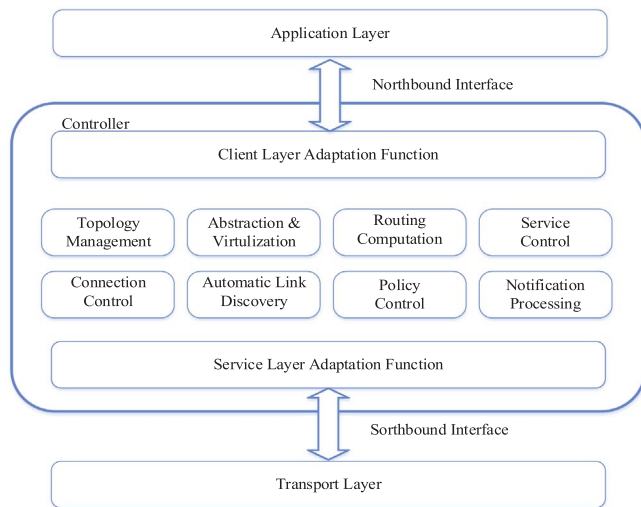 Application Layer
Northbound Interface
Controller
Client Layer Adaptation Function
Topology
Management
Abstraction &
Virtulization
Routing
Computation
Service
Control
Connection
Control
Automatic Link
Discovery
Policy
Control
Notification
Processing
Service Layer Adaptation Function
Sorthbound Interface
Transport Layer